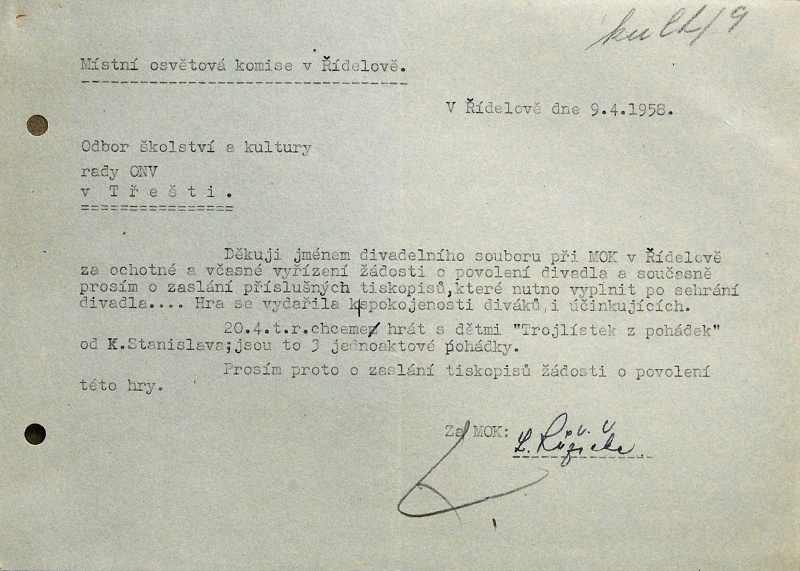 kult/9
Místní osvětová komise v Řídelově.
V Řídelově dne 9.4.1958.
Odbor školství a kultury
rady ONV
v T ř e š t i .
Děkuji jménem divadelního souboru při MOK v Řídelově
za ochotné a včasné vyřízení žádosti o povolení divadla a současně
prosím o zaslání příslušných tiskopisů,které nutno vyplnit po sehrání
divadla.... Hra se vydařila kspokojenosti diváků,i účinkujících.
20.4.t.r.chceme hrát s dětmi "Trojlístek z pohádek"
od K.Stanislava;jsou to 3 jednoaktové pohádky.
Prosím proto o zaslání tiskopisů žádosti o povolení
této hry.
Za MOK: L. Růžička